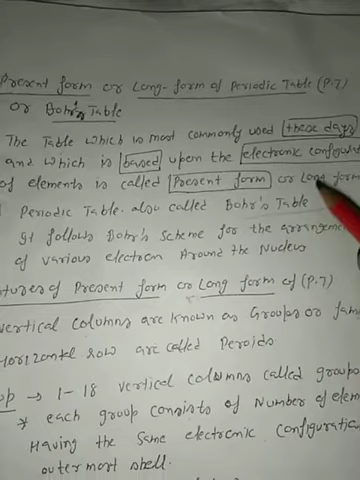 Present form or Long-form of Periodic Table (P.T)
or Bohr's Table
The Table which is most commonly used these days
and which is based upon the electronic configurat
of elements is called Present form or Long form
Periodic Table. also called Bohr's Table
It follows Bohr's scheme for the arrangeme
of various electron Around the Nucleus
atures of Present form or Long form of (P.T)
vertical columns are known as Groups or fam
Horizontal row are called Peroids
up → 1-18 vertical columns called groups
* each group consists of Number of elem
Having the Same electronic configuration
outermost shell.